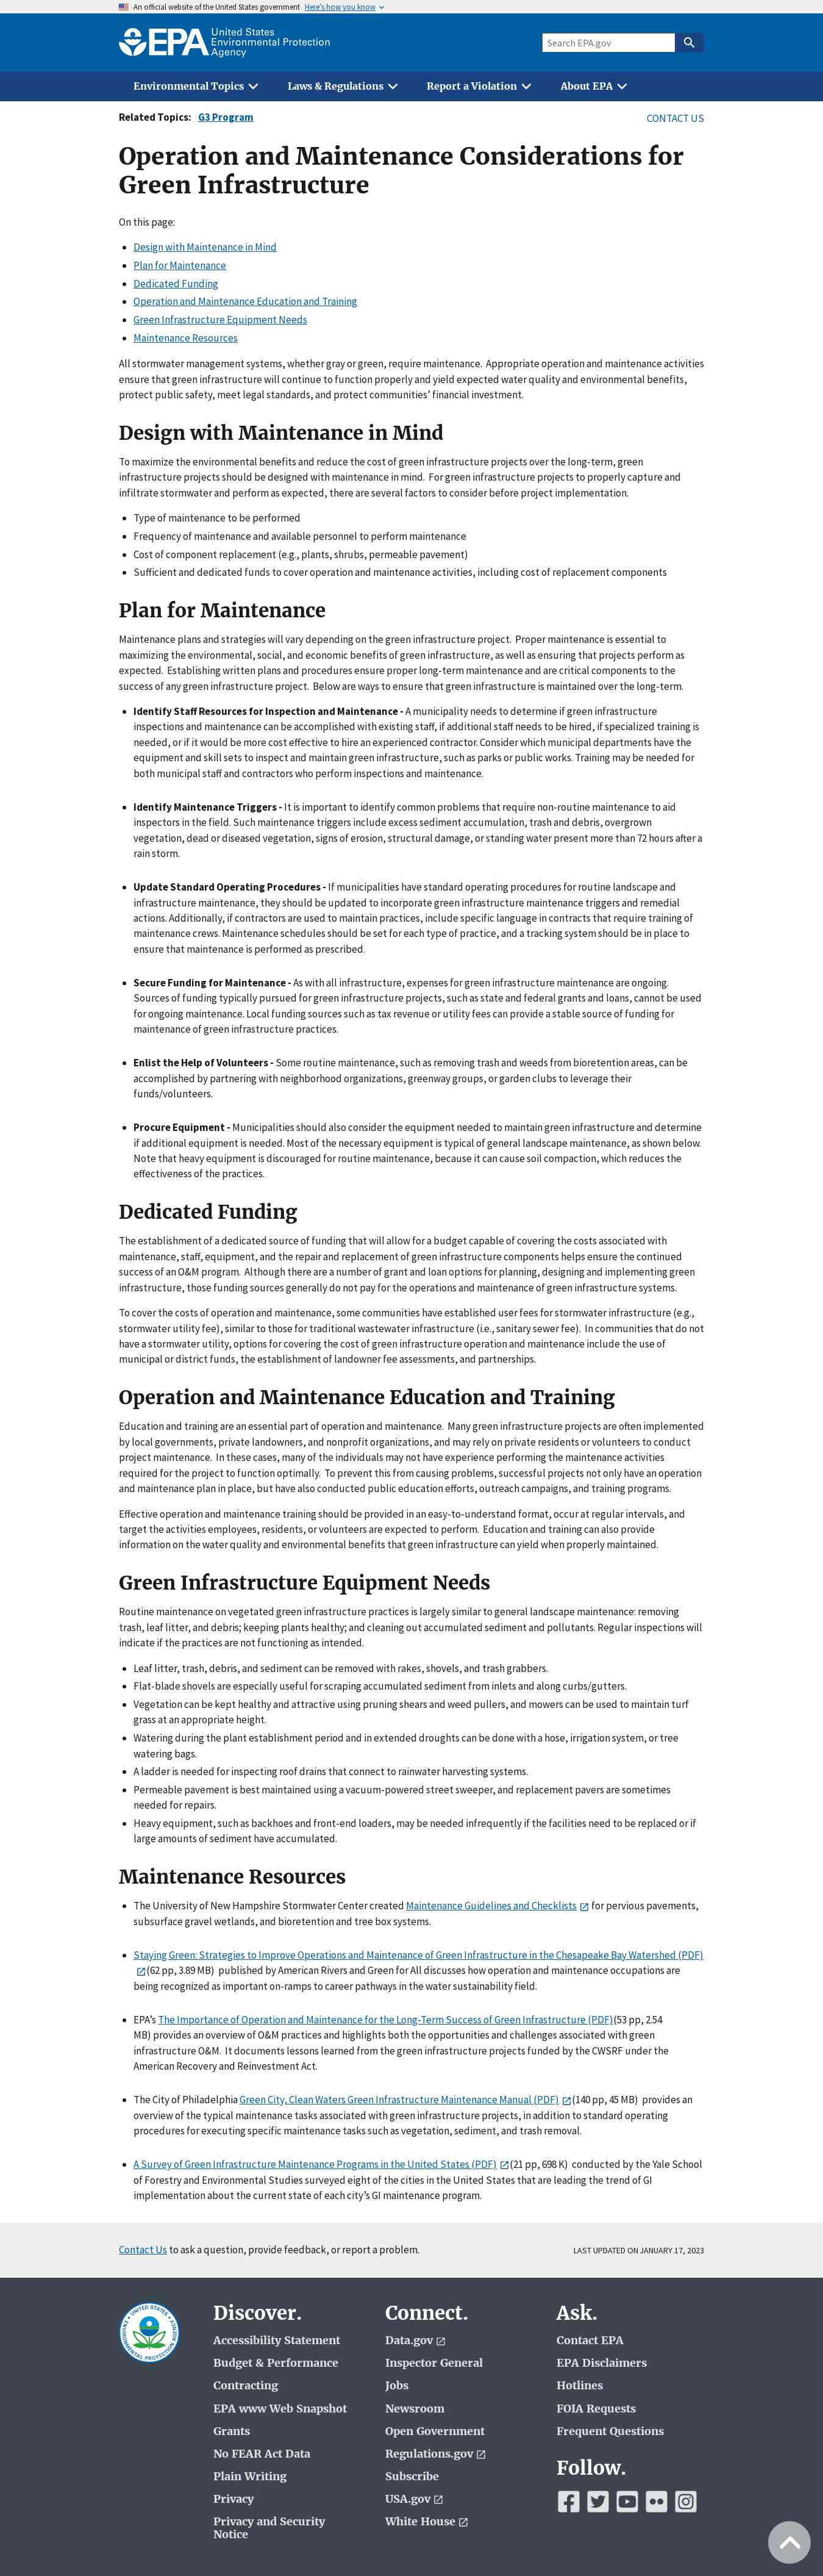 An official website of the United States government Here's how you know
EPA United States
Environmental Protection
Agency
Search EPA.gov
Environmental Topics Laws & Regulations Report a Violation About EPA
Related Topics: G3 Program CONTACT US
Operation and Maintenance Considerations for
Green Infrastructure
On this page:
• Design with Maintenance in Mind
• Plan for Maintenance
• Dedicated Funding
• Operation and Maintenance Education and Training
• Green Infrastructure Equipment Needs
• Maintenance Resources
All stormwater management systems, whether gray or green, require maintenance. Appropriate operation and maintenance activities
ensure that green infrastructure will continue to function properly and yield expected water quality and environmental benefits,
protect public safety, meet legal standards, and protect communities' financial investment.
Design with Maintenance in Mind
To maximize the environmental benefits and reduce the cost of green infrastructure projects over the long-term, green
infrastructure projects should be designed with maintenance in mind. For green infrastructure projects to properly capture and
infiltrate stormwater and perform as expected, there are several factors to consider before project implementation.
• Type of maintenance to be performed
• Frequency of maintenance and available personnel to perform maintenance
• Cost of component replacement (e.g., plants, shrubs, permeable pavement)
• Sufficient and dedicated funds to cover operation and maintenance activities, including cost of replacement components
Plan for Maintenance
Maintenance plans and strategies will vary depending on the green infrastructure project. Proper maintenance is essential to
maximizing the environmental, social, and economic benefits of green infrastructure, as well as ensuring that projects perform as
expected. Establishing written plans and procedures ensure proper long-term maintenance and are critical components to the
success of any green infrastructure project. Below are ways to ensure that green infrastructure is maintained over the long-term.
• Identify Staff Resources for Inspection and Maintenance - A municipality needs to determine if green infrastructure
inspections and maintenance can be accomplished with existing staff, if additional staff needs to be hired, if specialized training is
needed, or if it would be more cost effective to hire an experienced contractor. Consider which municipal departments have the
equipment and skill sets to inspect and maintain green infrastructure, such as parks or public works. Training may be needed for
both municipal staff and contractors who perform inspections and maintenance.
• Identify Maintenance Triggers - It is important to identify common problems that require non-routine maintenance to aid
inspectors in the field. Such maintenance triggers include excess sediment accumulation, trash and debris, overgrown
vegetation, dead or diseased vegetation, signs of erosion, structural damage, or standing water present more than 72 hours after a
rain storm.
• Update Standard Operating Procedures - If municipalities have standard operating procedures for routine landscape and
infrastructure maintenance, they should be updated to incorporate green infrastructure maintenance triggers and remedial
actions. Additionally, if contractors are used to maintain practices, include specific language in contracts that require training of
maintenance crews. Maintenance schedules should be set for each type of practice, and a tracking system should be in place to
ensure that maintenance is performed as prescribed.
• Secure Funding for Maintenance - As with all infrastructure, expenses for green infrastructure maintenance are ongoing.
Sources of funding typically pursued for green infrastructure projects, such as state and federal grants and loans, cannot be used
for ongoing maintenance. Local funding sources such as tax revenue or utility fees can provide a stable source of funding for
maintenance of green infrastructure practices.
• Enlist the Help of Volunteers - Some routine maintenance, such as removing trash and weeds from bioretention areas, can be
accomplished by partnering with neighborhood organizations, greenway groups, or garden clubs to leverage their
funds/volunteers.
• Procure Equipment - Municipalities should also consider the equipment needed to maintain green infrastructure and determine
if additional equipment is needed. Most of the necessary equipment is typical of general landscape maintenance, as shown below.
Note that heavy equipment is discouraged for routine maintenance, because it can cause soil compaction, which reduces the
effectiveness of the practices.
Dedicated Funding
The establishment of a dedicated source of funding that will allow for a budget capable of covering the costs associated with
maintenance, staff, equipment, and the repair and replacement of green infrastructure components helps ensure the continued
success of an O&M program. Although there are a number of grant and loan options for planning, designing and implementing green
infrastructure, those funding sources generally do not pay for the operations and maintenance of green infrastructure systems.
To cover the costs of operation and maintenance, some communities have established user fees for stormwater infrastructure (e.g.,
stormwater utility fee), similar to those for traditional wastewater infrastructure (i.e., sanitary sewer fee). In communities that do not
have a stormwater utility, options for covering the cost of green infrastructure operation and maintenance include the use of
municipal or district funds, the establishment of landowner fee assessments, and partnerships.
Operation and Maintenance Education and Training
Education and training are an essential part of operation and maintenance. Many green infrastructure projects are often implemented
by local governments, private landowners, and nonprofit organizations, and may rely on private residents or volunteers to conduct
project maintenance. In these cases, many of the individuals may not have experience performing the maintenance activities
required for the project to function optimally. To prevent this from causing problems, successful projects not only have an operation
and maintenance plan in place, but have also conducted public education efforts, outreach campaigns, and training programs.
Effective operation and maintenance training should be provided in an easy-to-understand format, occur at regular intervals, and
target the activities employees, residents, or volunteers are expected to perform. Education and training can also provide
information on the water quality and environmental benefits that green infrastructure can yield when properly maintained.
Green Infrastructure Equipment Needs
Routine maintenance on vegetated green infrastructure practices is largely similar to general landscape maintenance: removing
trash, leaf litter, and debris; keeping plants healthy; and cleaning out accumulated sediment and pollutants. Regular inspections will
indicate if the practices are not functioning as intended.
• Leaf litter, trash, debris, and sediment can be removed with rakes, shovels, and trash grabbers.
• Flat-blade shovels are especially useful for scraping accumulated sediment from inlets and along curbs/gutters.
• Vegetation can be kept healthy and attractive using pruning shears and weed pullers, and mowers can be used to maintain turf
grass at an appropriate height.
• Watering during the plant establishment period and in extended droughts can be done with a hose, irrigation system, or tree
watering bags.
• A ladder is needed for inspecting roof drains that connect to rainwater harvesting systems.
• Permeable pavement is best maintained using a vacuum-powered street sweeper, and replacement pavers are sometimes
needed for repairs.
• Heavy equipment, such as backhoes and front-end loaders, may be needed infrequently if the facilities need to be replaced or if
large amounts of sediment have accumulated.
Maintenance Resources
• The University of New Hampshire Stormwater Center created Maintenance Guidelines and Checklists for pervious pavements,
subsurface gravel wetlands, and bioretention and tree box systems.
• Staying Green: Strategies to Improve Operations and Maintenance of Green Infrastructure in the Chesapeake Bay Watershed (PDF)
(62 pp, 3.89 MB) published by American Rivers and Green for All discusses how operation and maintenance occupations are
being recognized as important on-ramps to career pathways in the water sustainability field.
• EPA's The Importance of Operation and Maintenance for the Long-Term Success of Green Infrastructure (PDF)(53 pp, 2.54
MB) provides an overview of O&M practices and highlights both the opportunities and challenges associated with green
infrastructure O&M. It documents lessons learned from the green infrastructure projects funded by the CWSRF under the
American Recovery and Reinvestment Act.
• The City of Philadelphia Green City, Clean Waters Green Infrastructure Maintenance Manual (PDF) (140 pp, 45 MB) provides an
overview of the typical maintenance tasks associated with green infrastructure projects, in addition to standard operating
procedures for executing specific maintenance tasks such as vegetation, sediment, and trash removal.
• A Survey of Green Infrastructure Maintenance Programs in the United States (PDF) (21 pp, 698 K) conducted by the Yale School
of Forestry and Environmental Studies surveyed eight of the cities in the United States that are leading the trend of GI
implementation about the current state of each city's GI maintenance program.
Contact Us to ask a question, provide feedback, or report a problem. LAST UPDATED ON JANUARY 17, 2023
Discover.
Accessibility Statement
Budget & Performance
Contracting
EPA www Web Snapshot
Grants
No FEAR Act Data
Plain Writing
Privacy
Privacy and Security
Notice
Connect.
Data.gov
Inspector General
Jobs
Newsroom
Open Government
Regulations.gov
Subscribe
USA.gov
White House
Ask.
Contact EPA
EPA Disclaimers
Hotlines
FOIA Requests
Frequent Questions
Follow.